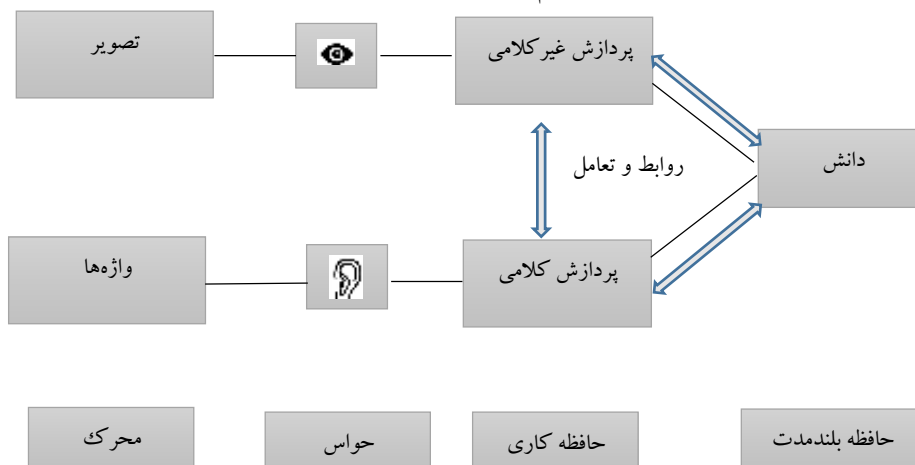 تصویر
پردازش غیرکلامی
دانش
روابط و تعامل
واژه‌ها
پردازش کلامی
محرک
حواس
حافظه کاری
حافظه بلندمدت